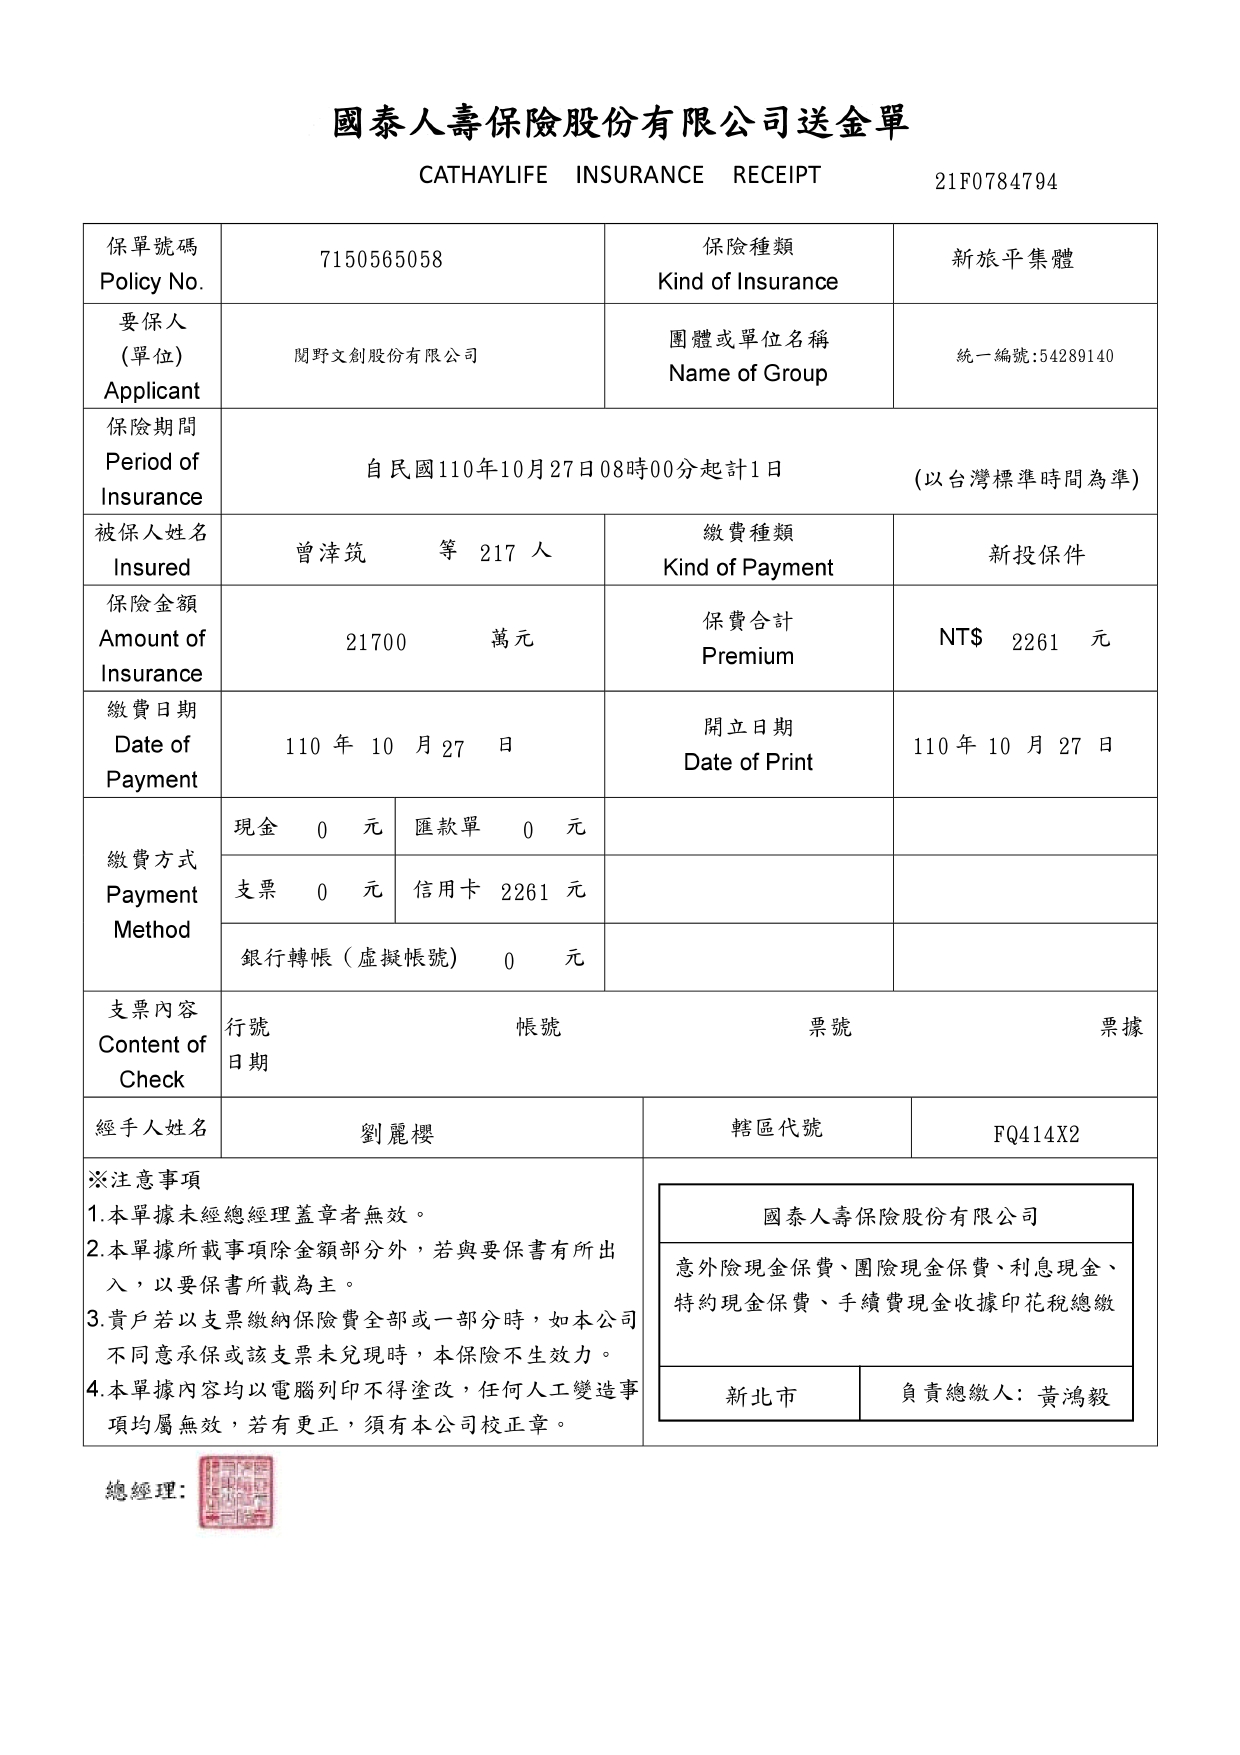 國泰人壽保險股份有限公司送金單
CATHAYLIFE INSURANCE RECEIPT
21F0784794
保單號碼
Policy No.
7150565058
保險種類
Kind of Insurance
新旅平集體
要保人
(單位)
Applicant
閱野文創股份有限公司
團體或單位名稱
Name of Group
統一編號:54289140
保險期間
Period of
Insurance
自民國110年10月27日08時00分起計1日
(以台灣標準時間為準)
被保人姓名
Insured
曾涬筑 等 217 人
繳費種類
Kind of Payment
新投保件
保險金額
Amount of
Insurance
21700 萬元
保費合計
Premium
NT$ 2261 元
繳費日期
Date of
Payment
110 年 10 月 27 日
開立日期
Date of Print
110 年 10 月 27 日
繳費方式
Payment
Method
現金 0 元 匯款單 0 元
支票 0 元 信用卡 2261 元
銀行轉帳（虛擬帳號) 0 元
支票內容
Content of
Check
行號 帳號 票號 票據
日期
經手人姓名
劉麗櫻
轄區代號
FQ414X2
※注意事項
1.本單據未經總經理蓋章者無效。
2.本單據所載事項除金額部分外，若與要保書有所出
入，以要保書所載為主。
3.貴戶若以支票繳納保險費全部或一部分時，如本公司
不同意承保或該支票未兌現時，本保險不生效力。
4.本單據內容均以電腦列印不得塗改，任何人工變造事
項均屬無效，若有更正，須有本公司校正章。
國泰人壽保險股份有限公司
意外險現金保費、團險現金保費、利息現金、
特約現金保費、手續費現金收據印花稅總繳
新北市
負責總繳人: 黃鴻毅
總經理: